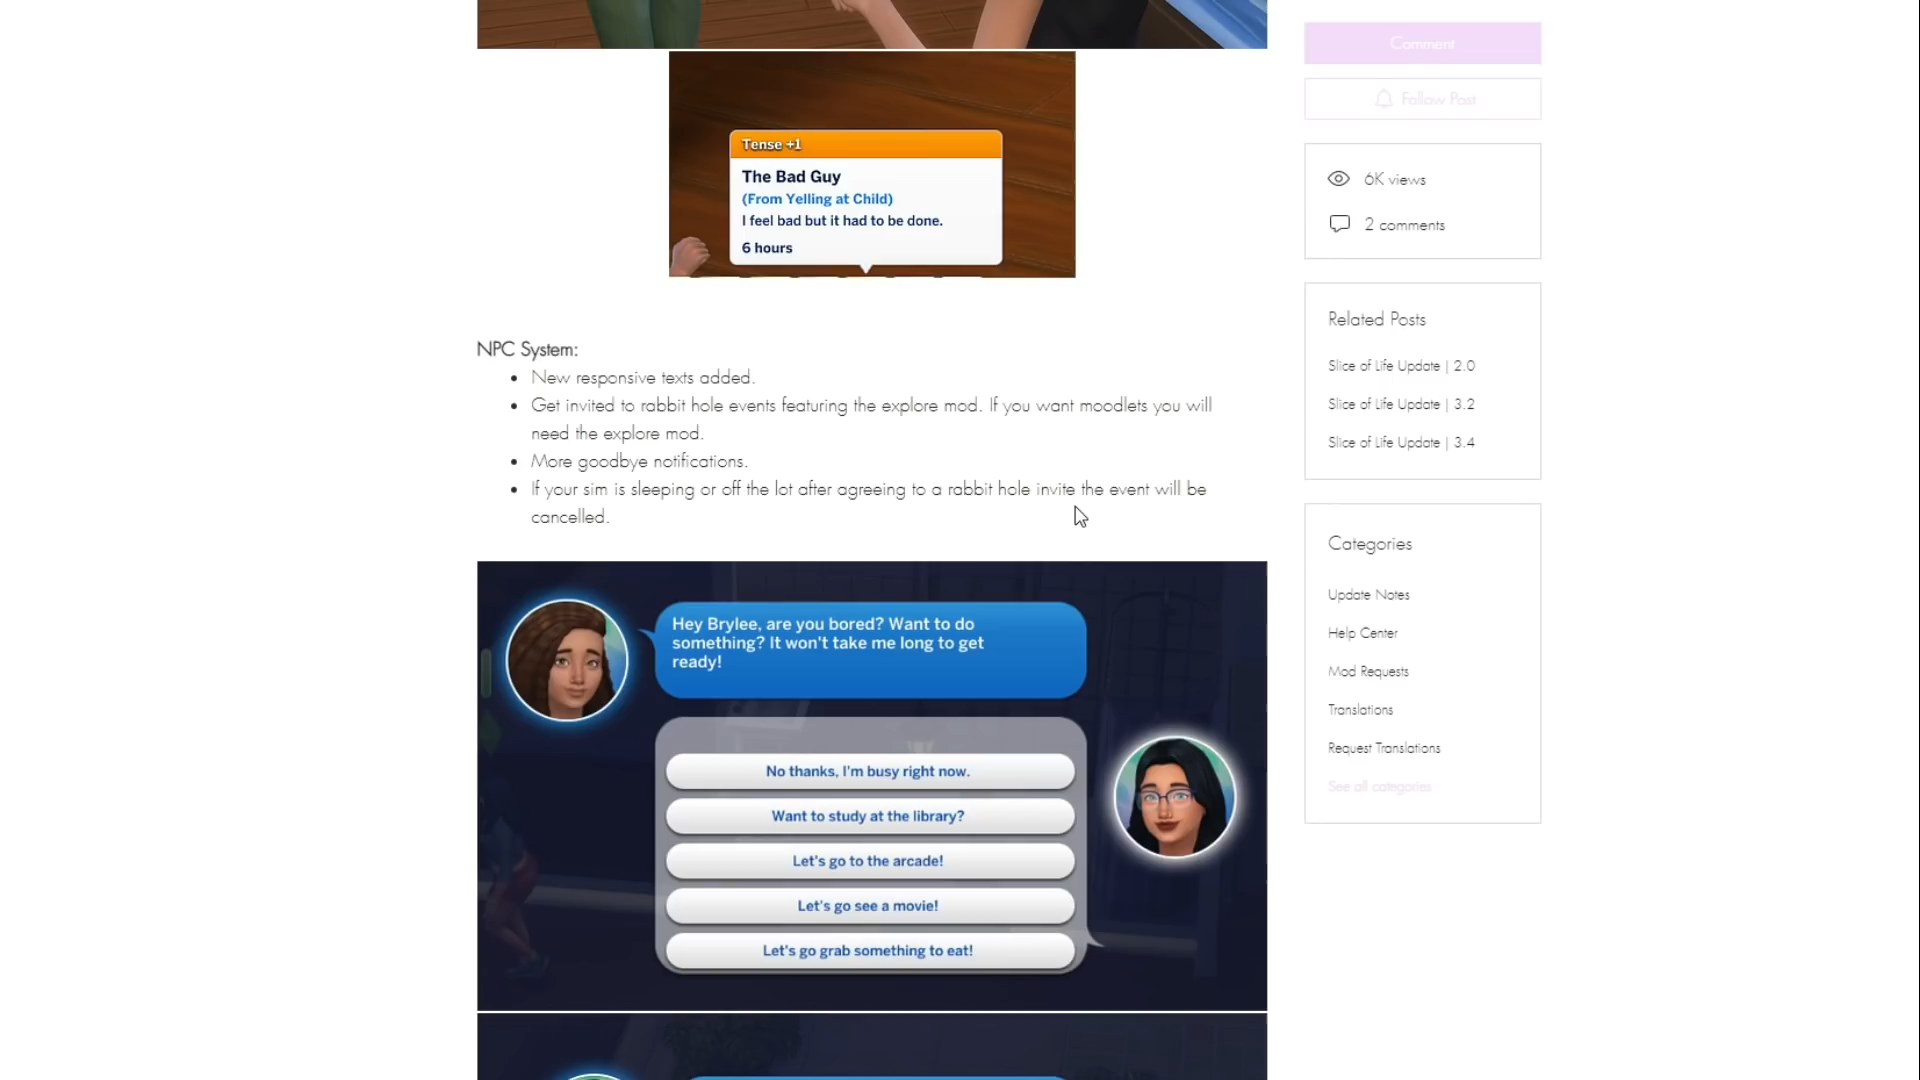 Comment
Follow Post
Tense +1
The Bad Guy
(From Yelling at Child)
I feel bad but it had to be done.
6 hours
6K views
2 comments
Related Posts
Slice of Life Update | 2.0
Slice of Life Update | 3.2
Slice of Life Update | 3.4
NPC System:
New responsive texts added.
Get invited to rabbit hole events featuring the explore mod. If you want moodlets you will
need the explore mod.
More goodbye notifications.
If your sim is sleeping or off the lot after agreeing to a rabbit hole invite the event will be
cancelled.
Categories
Update Notes
Help Center
Mod Requests
Translations
Request Translations
See all categories
Hey Brylee, are you bored? Want to do
something? It won't take me long to get
ready!
No thanks, I'm busy right now.
Want to study at the library?
Let's go to the arcade!
Let's go see a movie!
Let's go grab something to eat!